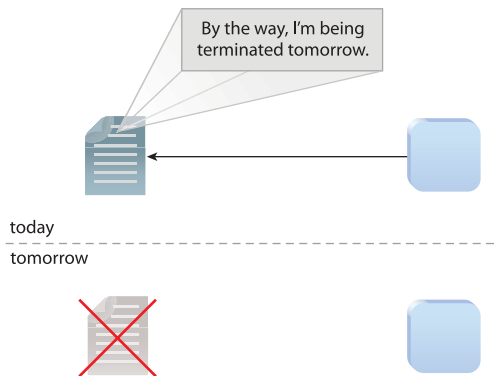 By the way, I'm being
terminated tomorrow.
today
tomorrow